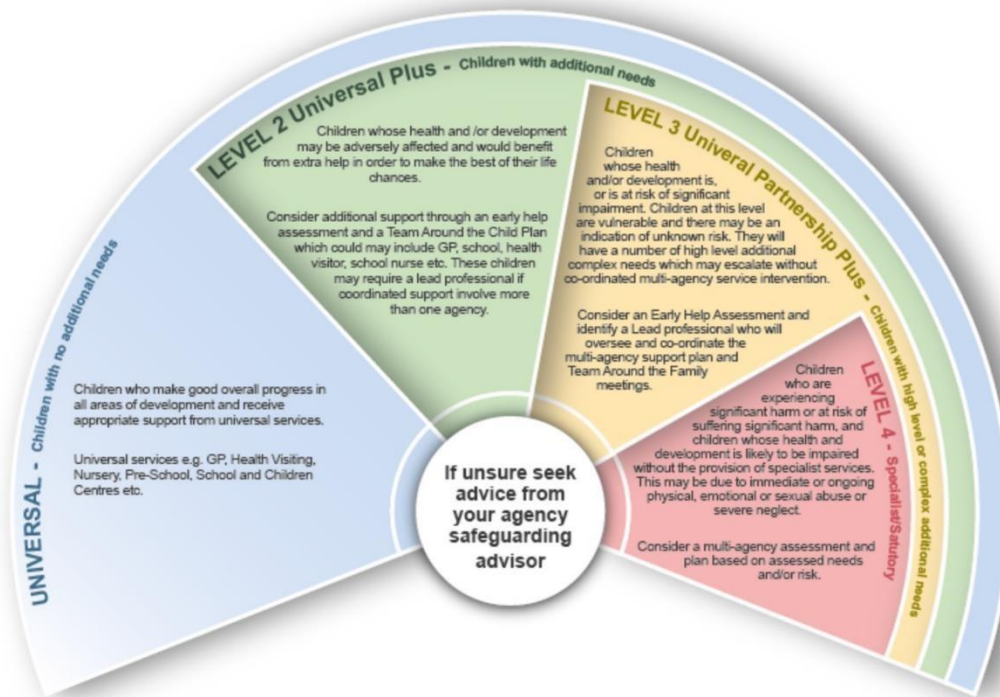 UNIVERSAL - Children with no additional needs
Children who make good overall progress in
all areas of development and receive
appropriate support from universal services.
Universal services e.g. GP, Health Visiting,
Nursery, Pre-School, School and Children
Centres etc.
LEVEL 2 Universal Plus - Children with additional needs
Children whose health and /or development
may be adversely affected and would benefit
from extra help in order to make the best of their life
chances.
Consider additional support through an early help
assessment and a Team Around the Child Plan
which could may include GP, school, health
visitor, school nurse etc. These children
may require a lead professional if
coordinated support involve more
than one agency.
LEVEL 3 Univeral Partnership Plus - Children with high level or complex additional needs
Children
whose health
and/or development is,
or is at risk of significant
impairment. Children at this level
are vulnerable and there may be an
indication of unknown risk. They will
have a number of high level additional
complex needs which may escalate without
co-ordinated multi-agency service intervention.
Consider an Early Help Assessment and
identify a Lead professional who will
oversee and co-ordinate the
multi-agency support plan and
Team Around the Family
meetings.
LEVEL 4 - Specialist/Satutory
Children
who are
experiencing
significant harm or at risk of
suffering significant harm, and
children whose health and
development is likely to be impaired
without the provision of specialist services.
This may be due to immediate or ongoing
physical, emotional or sexual abuse or
severe neglect.
Consider a multi-agency assessment and
plan based on assessed needs
and/or risk.
If unsure seek
advice from
your agency
safeguarding
advisor